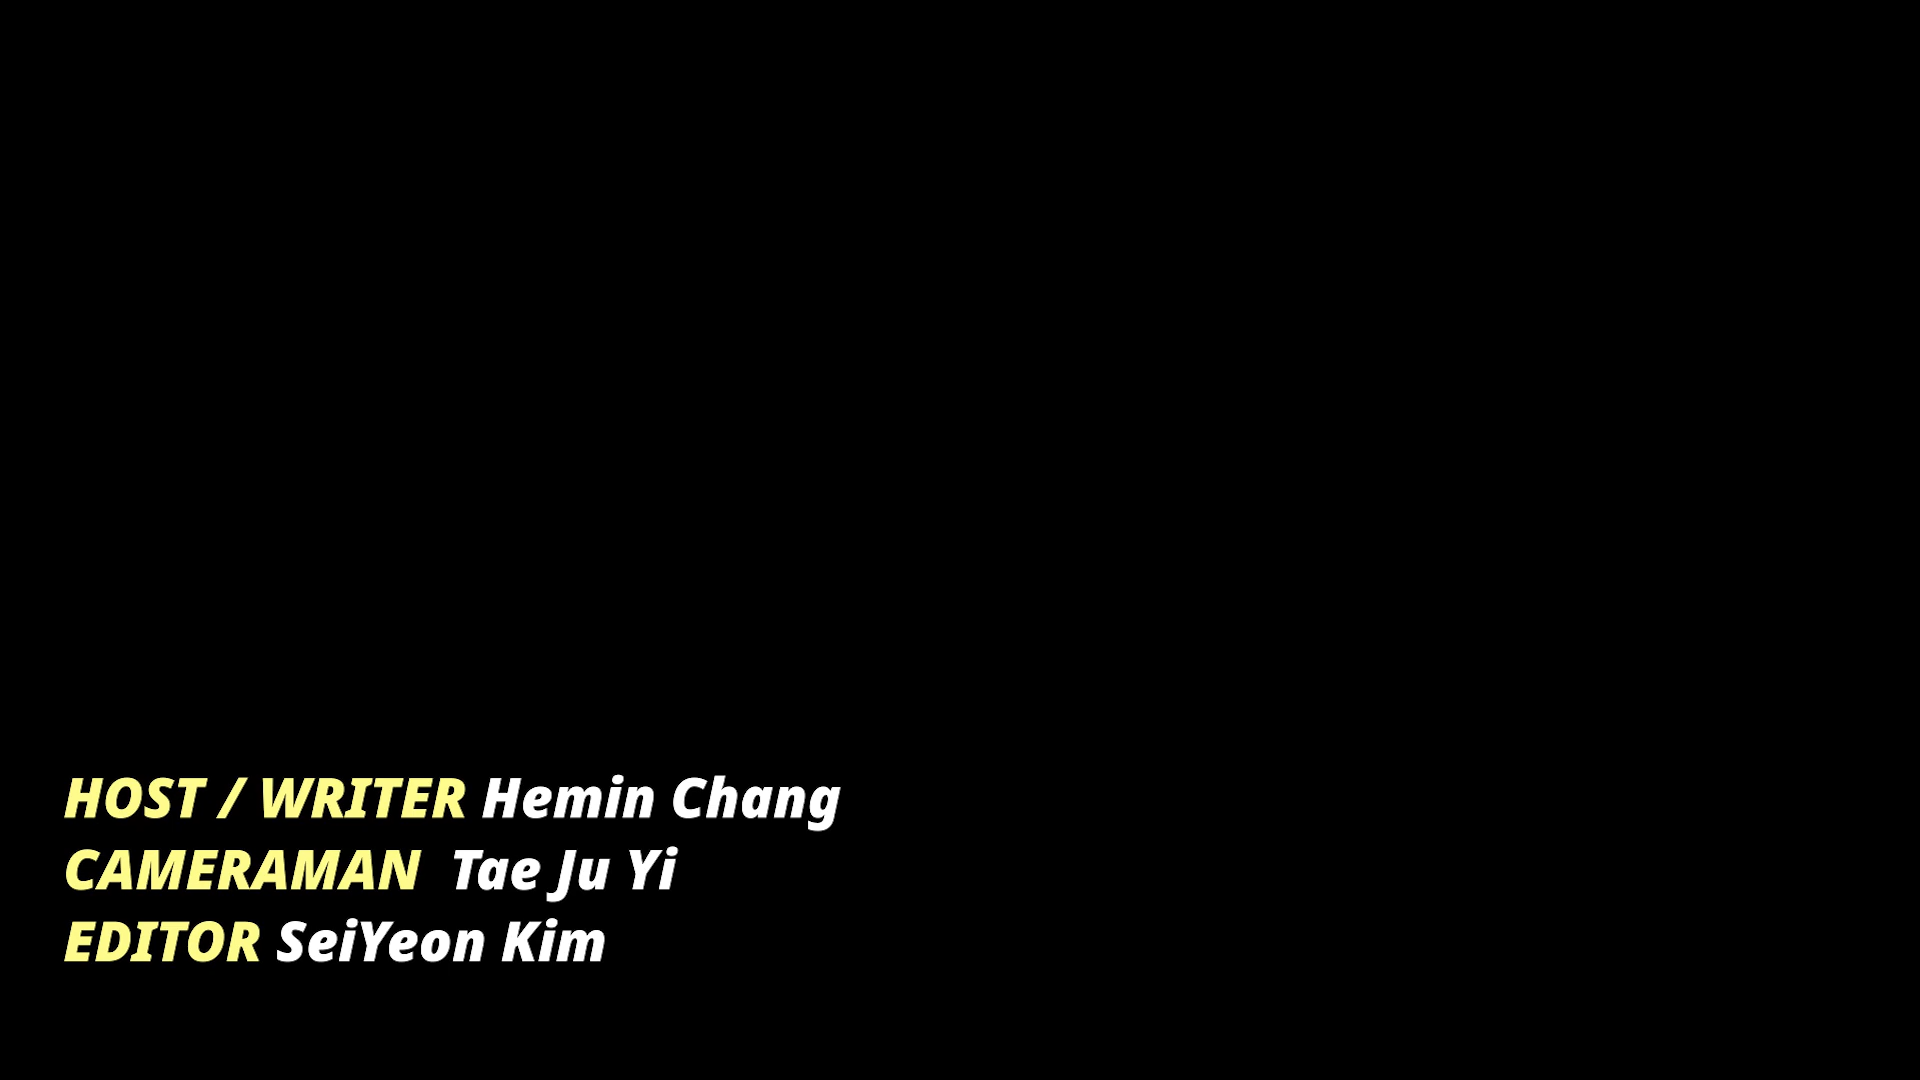 HOST / WRITER Hemin Chang
CAMERAMAN Tae Ju Yi
EDITOR SeiYeon Kim